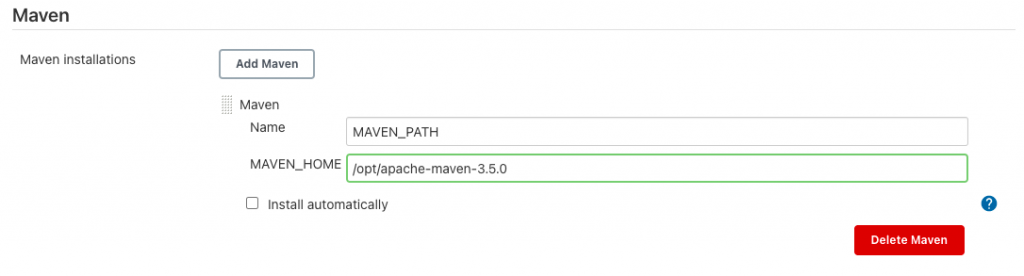 Maven
Maven installations
Add Maven
Maven
Name
MAVEN_PATH
MAVEN_HOME
/opt/apache-maven-3.5.0
Install automatically
?
Delete Maven